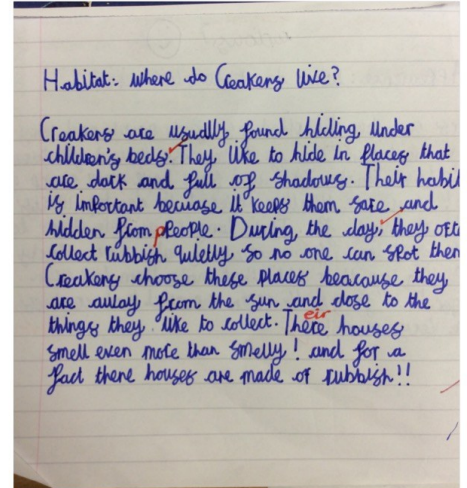 Habitat: where do Creakers live?
Creakers are usually found hiding under
children's beds. They like to hide in places that
are dark and full of shadows. Their habit
is important becuase it keeps them safe and
hidden from people. During the day, they ofte
collect rubbish quietly so no one can spot them
Creakers choose these places beacause they
are away from the sun and close to the
things they like to collect. There houses
eir
smell even more than smelly! and for a
fact there houses are made of rubbish!!